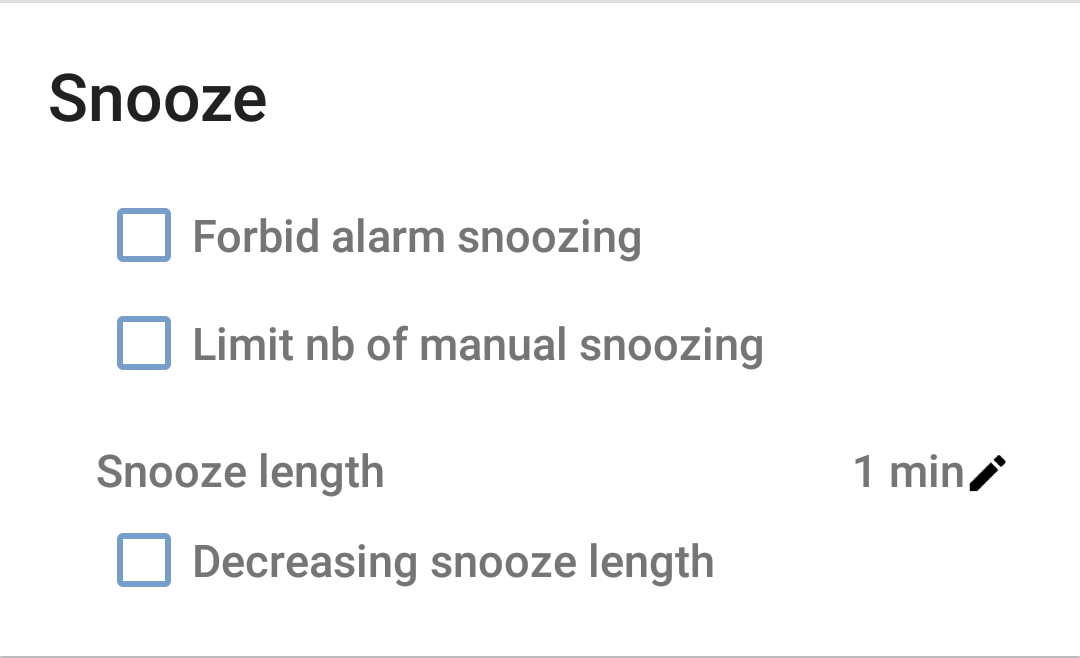 Snooze
Forbid alarm snoozing
Limit nb of manual snoozing
Snooze length 1 min
Decreasing snooze length